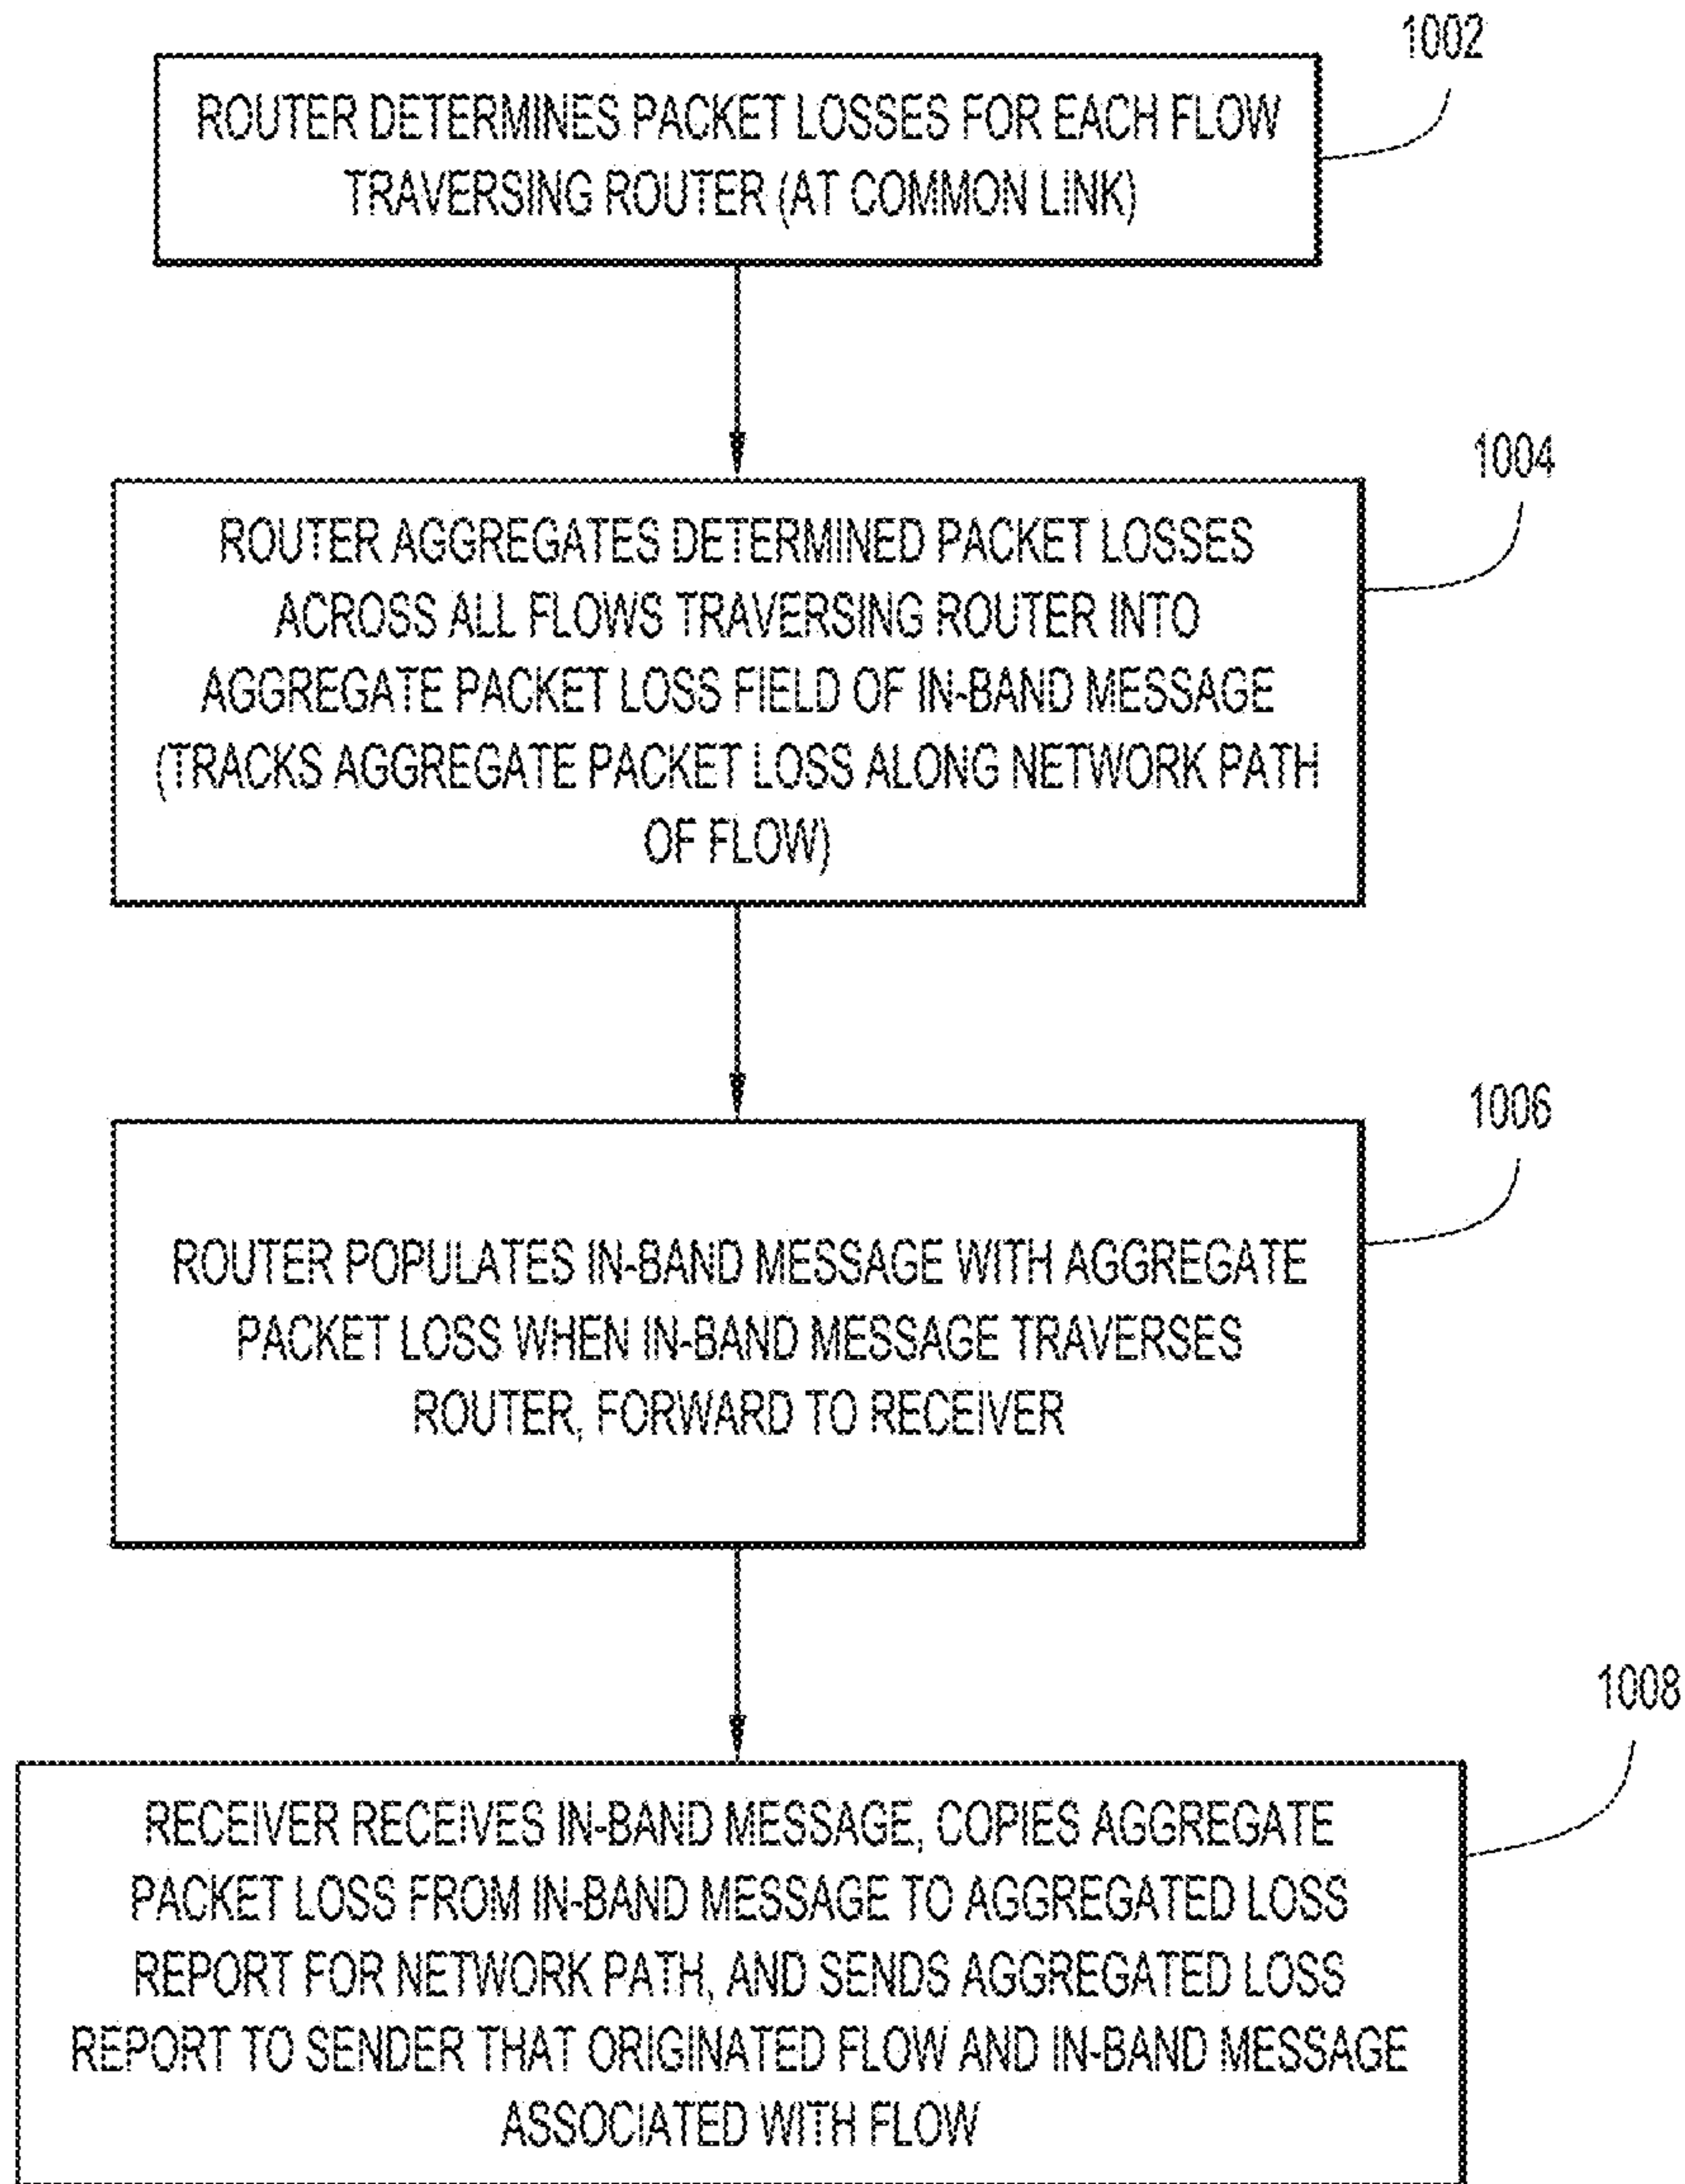 1002
ROUTER DETERMINES PACKET LOSSES FOR EACH FLOW
TRAVERSING ROUTER (AT COMMON LINK)
1004
ROUTER AGGREGATES DETERMINED PACKET LOSSES
ACROSS ALL FLOWS TRAVERSING ROUTER INTO
AGGREGATE PACKET LOSS FIELD OF IN-BAND MESSAGE
(TRACKS AGGREGATE PACKET LOSS ALONG NETWORK PATH
OF FLOW)
1006
ROUTER POPULATES IN-BAND MESSAGE WITH AGGREGATE
PACKET LOSS WHEN IN-BAND MESSAGE TRAVERSES
ROUTER, FORWARD TO RECEIVER
1008
RECEIVER RECEIVES IN-BAND MESSAGE, COPIES AGGREGATE
PACKET LOSS FROM IN-BAND MESSAGE TO AGGREGATED LOSS
REPORT FOR NETWORK PATH, AND SENDS AGGREGATED LOSS
REPORT TO SENDER THAT ORIGINATED FLOW AND IN-BAND MESSAGE
ASSOCIATED WITH FLOW